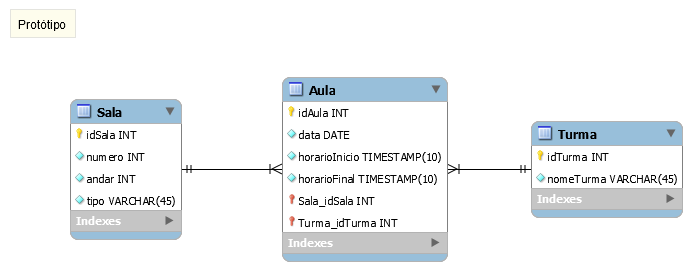 Protótipo
Sala
idSala INT
numero INT
andar INT
tipo VARCHAR(45)
Indexes
Aula
idAula INT
data DATE
horarioInicio TIMESTAMP(10)
horarioFinal TIMESTAMP(10)
Sala_idSala INT
Turma_idTurma INT
Indexes
Turma
idTurma INT
nomeTurma VARCHAR(45)
Indexes